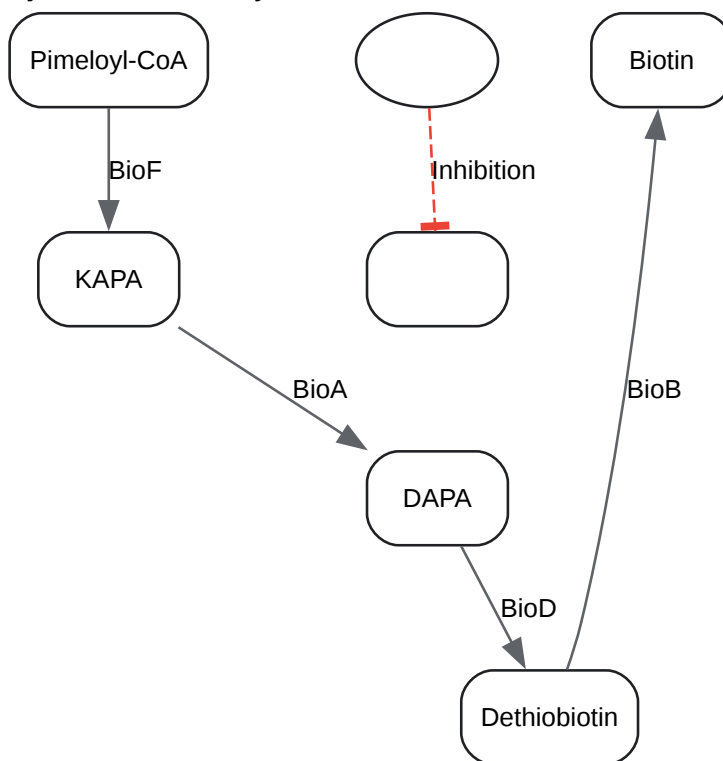 Pimeloyl-CoA
Biotin
BioF
Inhibition
KAPA
BioA
BioB
DAPA
BioD
Dethiobiotin